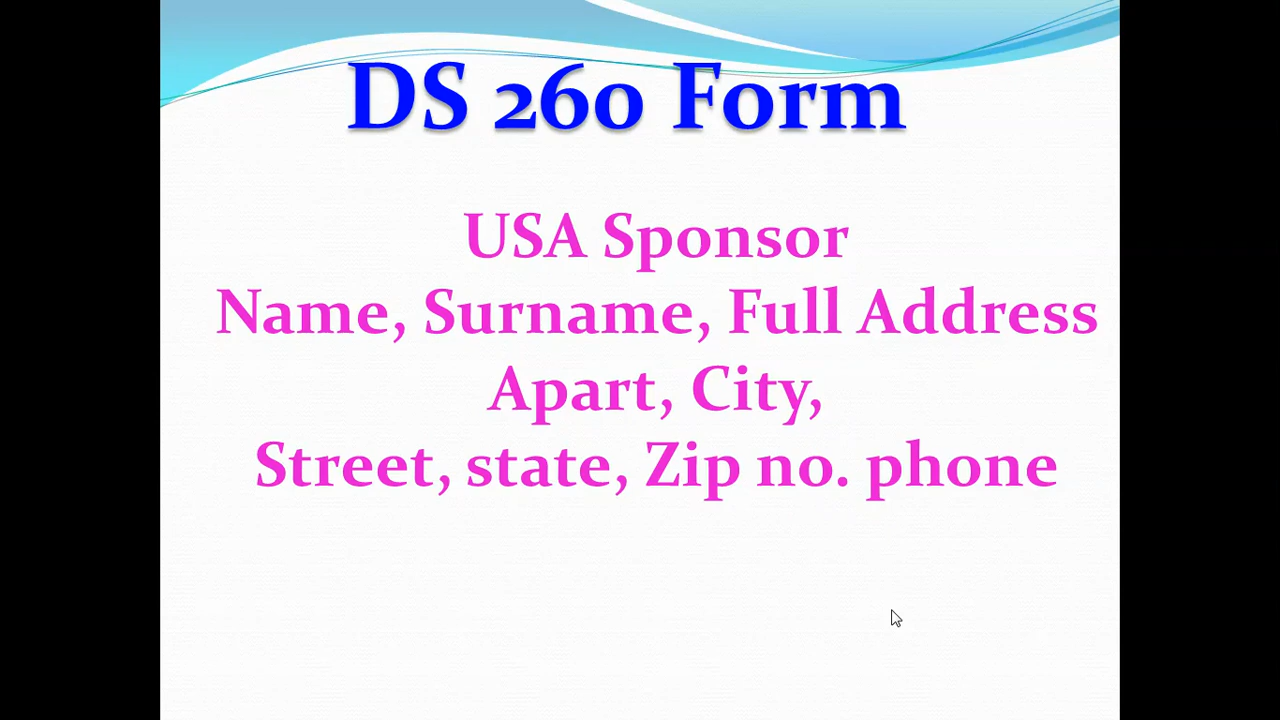 DS 260 Form
USA Sponsor
Name, Surname, Full Address
Apart, City,
Street, state, Zip no. phone